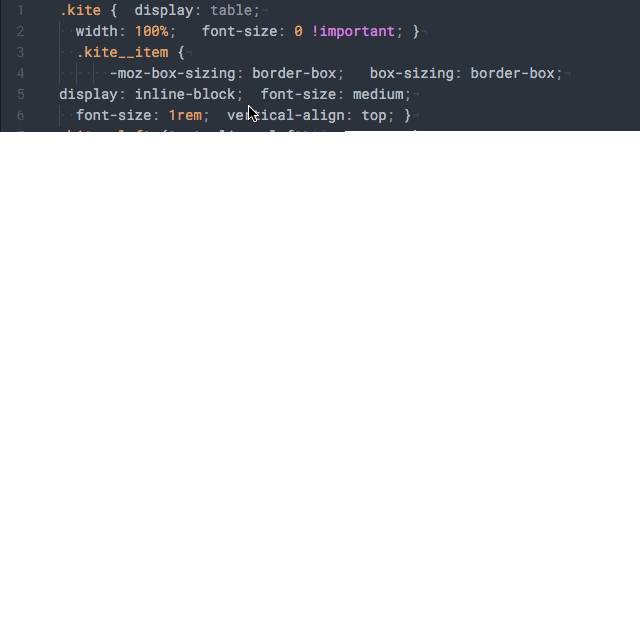 1 .kite { display: table;
2 width: 100%; font-size: 0 !important; }
3 .kite__item {
4 -moz-box-sizing: border-box; box-sizing: border-box;
5 display: inline-block; font-size: medium;
6 font-size: 1rem; vertical-align: top; }